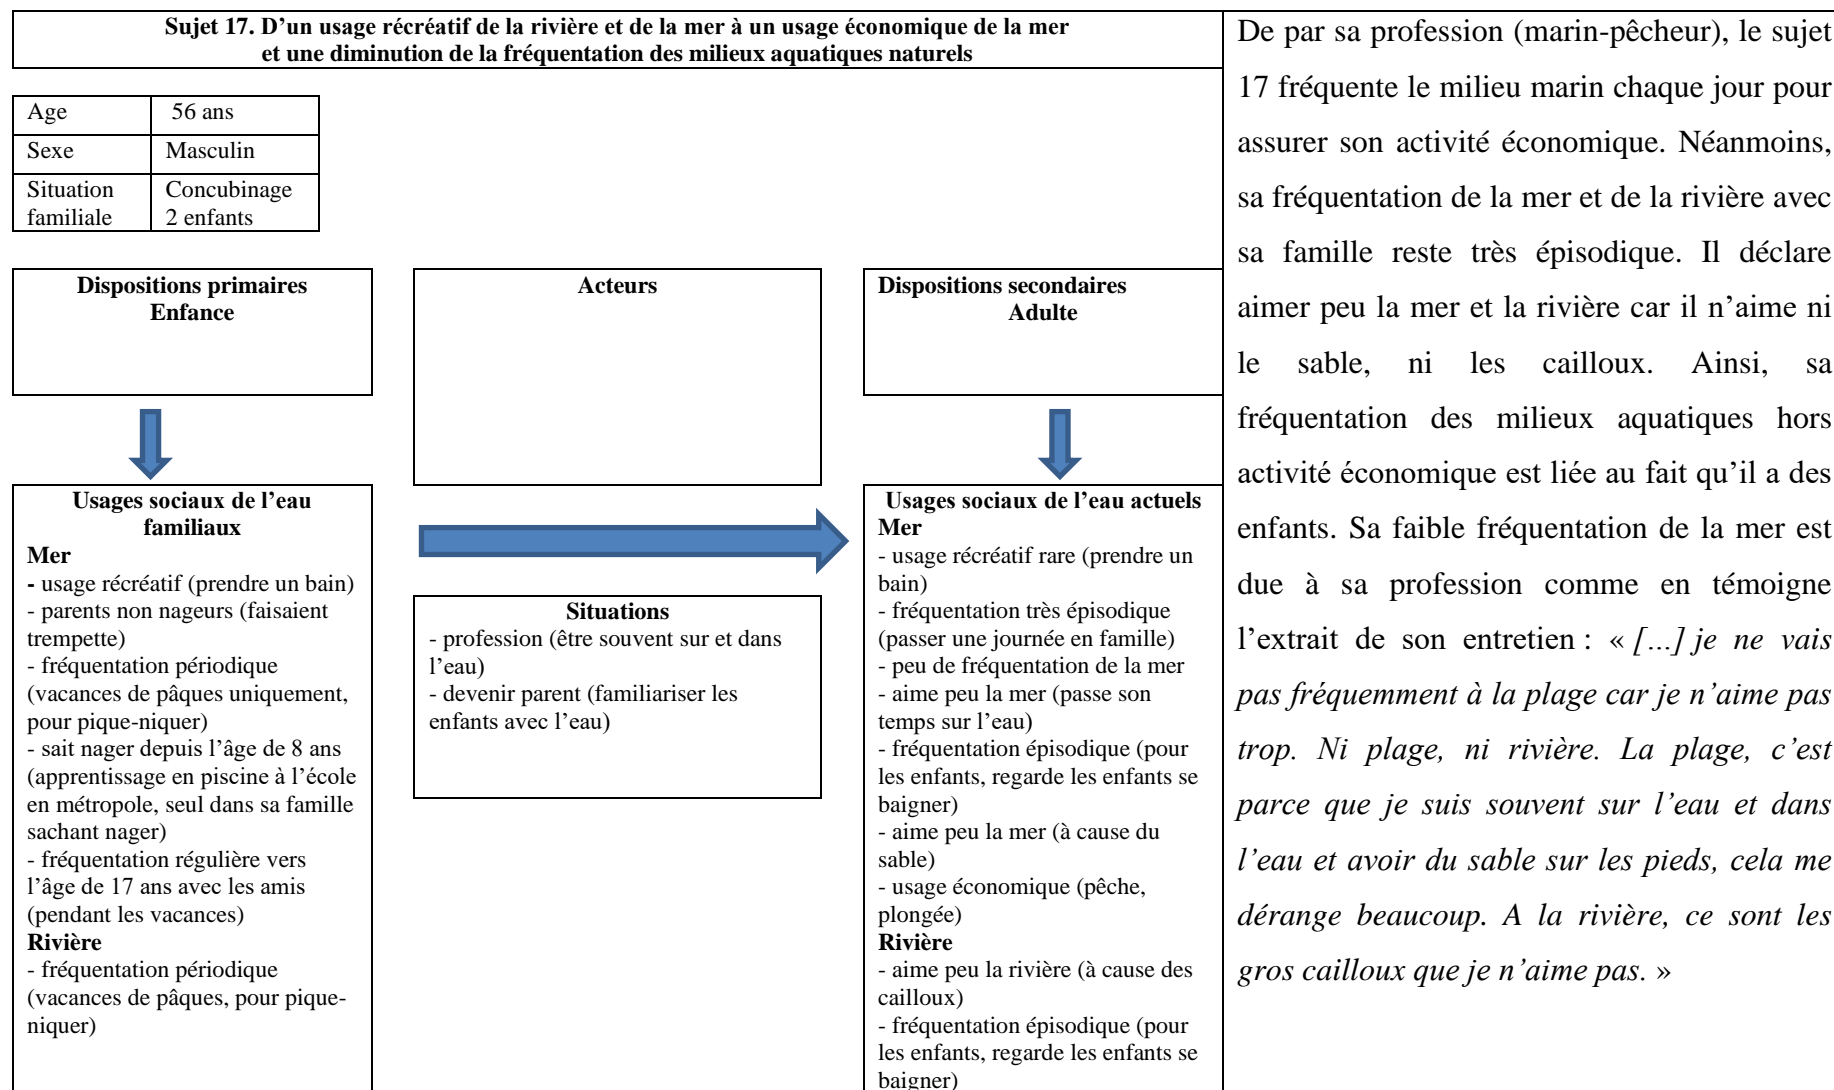 Sujet 17. D’un usage récréatif de la rivière et de la mer à un usage économique de la mer
et une diminution de la fréquentation des milieux aquatiques naturels
Age 56 ans
Sexe Masculin
Situation familiale Concubinage
2 enfants
Dispositions primaires
Enfance
Acteurs
Dispositions secondaires
Adulte
Usages sociaux de l’eau
familiaux
Mer
- usage récréatif (prendre un bain)
- parents non nageurs (faisaient
trempette)
- fréquentation périodique
(vacances de pâques uniquement,
pour pique-niquer)
- sait nager depuis l’âge de 8 ans
(apprentissage en piscine à l’école
en métropole, seul dans sa famille
sachant nager)
- fréquentation régulière vers
l’âge de 17 ans avec les amis
(pendant les vacances)
Rivière
- fréquentation périodique
(vacances de pâques, pour pique-
niquer)
Situations
- profession (être souvent sur et dans
l’eau)
- devenir parent (familiariser les
enfants avec l’eau)
Usages sociaux de l’eau actuels
Mer
- usage récréatif rare (prendre un
bain)
- fréquentation très épisodique
(passer une journée en famille)
- peu de fréquentation de la mer
- aime peu la mer (passe son
temps sur l’eau)
- fréquentation épisodique (pour
les enfants, regarde les enfants se
baigner)
- aime peu la mer (à cause du
sable)
- usage économique (pêche,
plongée)
Rivière
- aime peu la rivière (à cause des
cailloux)
- fréquentation épisodique (pour
les enfants, regarde les enfants se
baigner)
De par sa profession (marin-pêcheur), le sujet
17 fréquente le milieu marin chaque jour pour
assurer son activité économique. Néanmoins,
sa fréquentation de la mer et de la rivière avec
sa famille reste très épisodique. Il déclare
aimer peu la mer et la rivière car il n’aime ni
le sable, ni les cailloux. Ainsi, sa
fréquentation des milieux aquatiques hors
activité économique est liée au fait qu’il a des
enfants. Sa faible fréquentation de la mer est
due à sa profession comme en témoigne
l’extrait de son entretien : « […] je ne vais
pas fréquemment à la plage car je n’aime pas
trop. Ni plage, ni rivière. La plage, c’est
parce que je suis souvent sur l’eau et dans
l’eau et avoir du sable sur les pieds, cela me
dérange beaucoup. A la rivière, ce sont les
gros cailloux que je n’aime pas. »